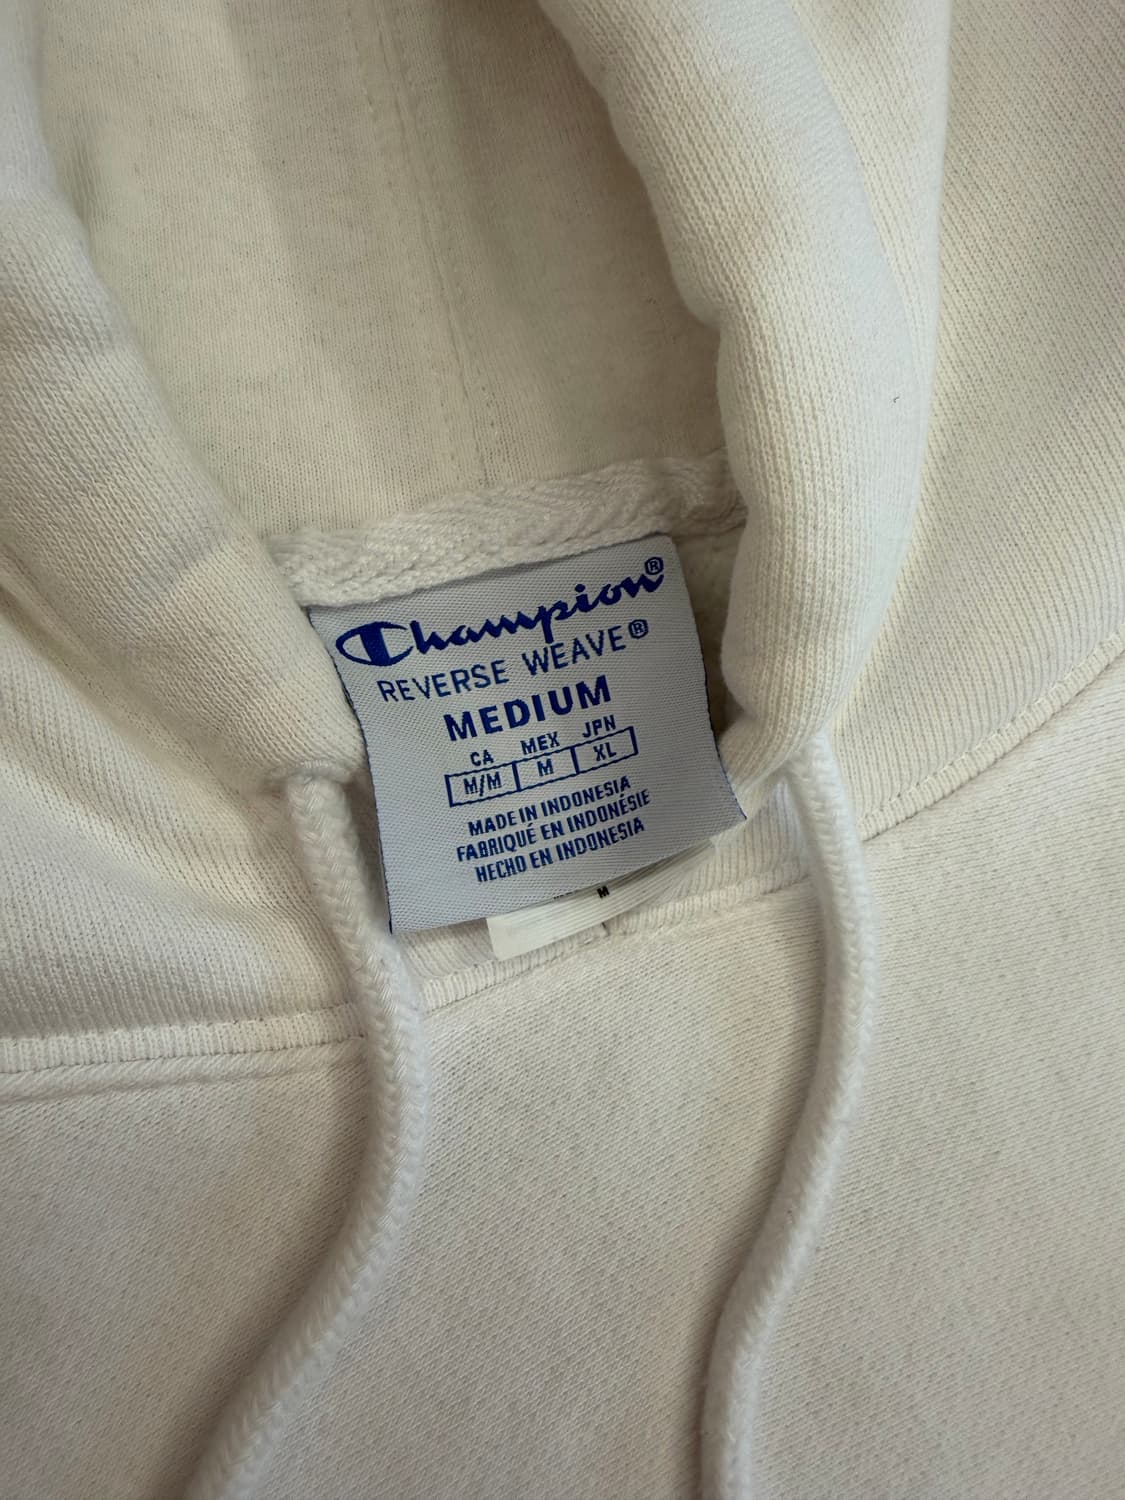 Champion®
REVERSE WEAVE®
MEDIUM
CA MEX JPN
M/M M XL
MADE IN INDONESIA
FABRIQUÉ EN INDONÉSIE
HECHO EN INDONESIA
M